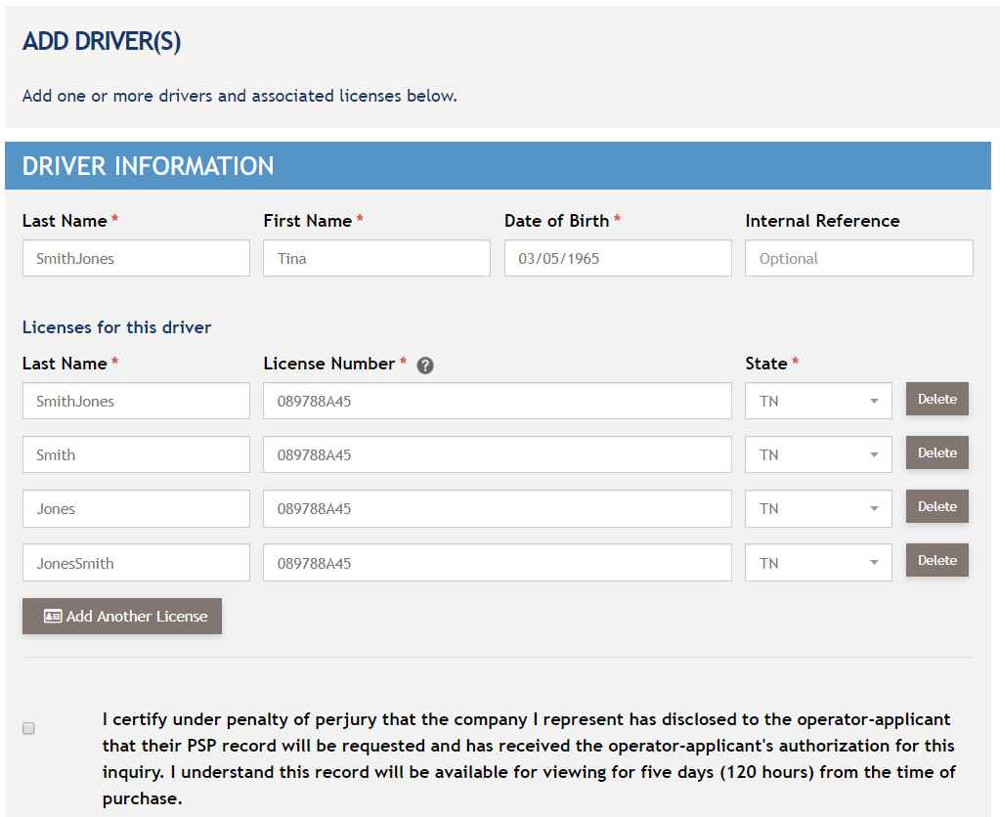 ADD DRIVER(S)
Add one or more drivers and associated licenses below.
DRIVER INFORMATION
Last Name * First Name * Date of Birth * Internal Reference
SmithJones Tina 03/05/1965 Optional
Licenses for this driver
Last Name * License Number * ? State *
SmithJones 089788A45 TN Delete
Smith 089788A45 TN Delete
Jones 089788A45 TN Delete
JonesSmith 089788A45 TN Delete
Add Another License
I certify under penalty of perjury that the company I represent has disclosed to the operator-applicant
that their PSP record will be requested and has received the operator-applicant's authorization for this
inquiry. I understand this record will be available for viewing for five days (120 hours) from the time of
purchase.